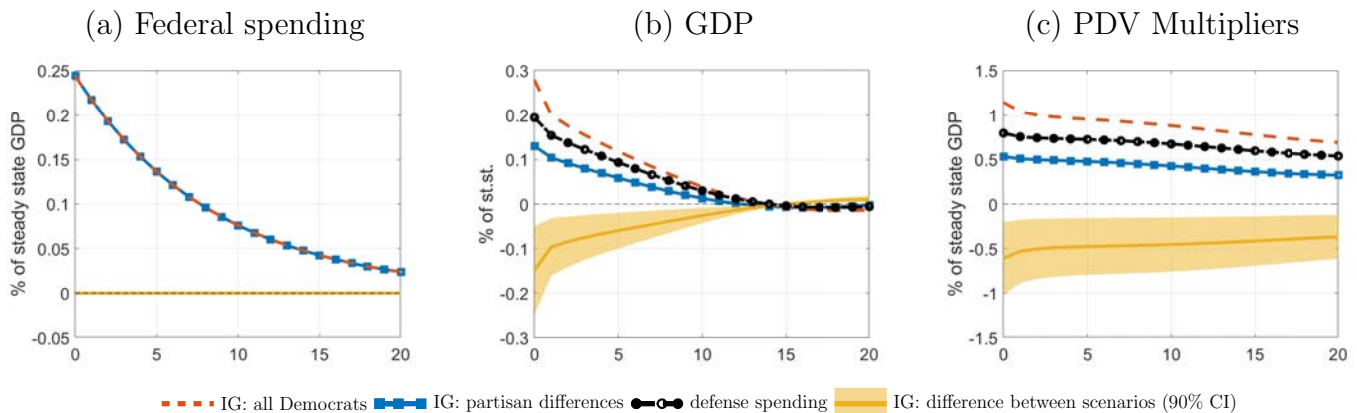 (a) Federal spending
(b) GDP
(c) PDV Multipliers
% of steady state GDP
0.25
0.2
0.15
0.1
0.05
0
-0.05
0 5 10 15 20
% of st.st.
0.3
0.2
0.1
0
-0.1
-0.2
-0.3
0 5 10 15 20
% of steady state GDP
1.5
1
0.5
0
-0.5
-1
-1.5
0 5 10 15 20
IG: all Democrats IG: partisan differences defense spending IG: difference between scenarios (90% CI)